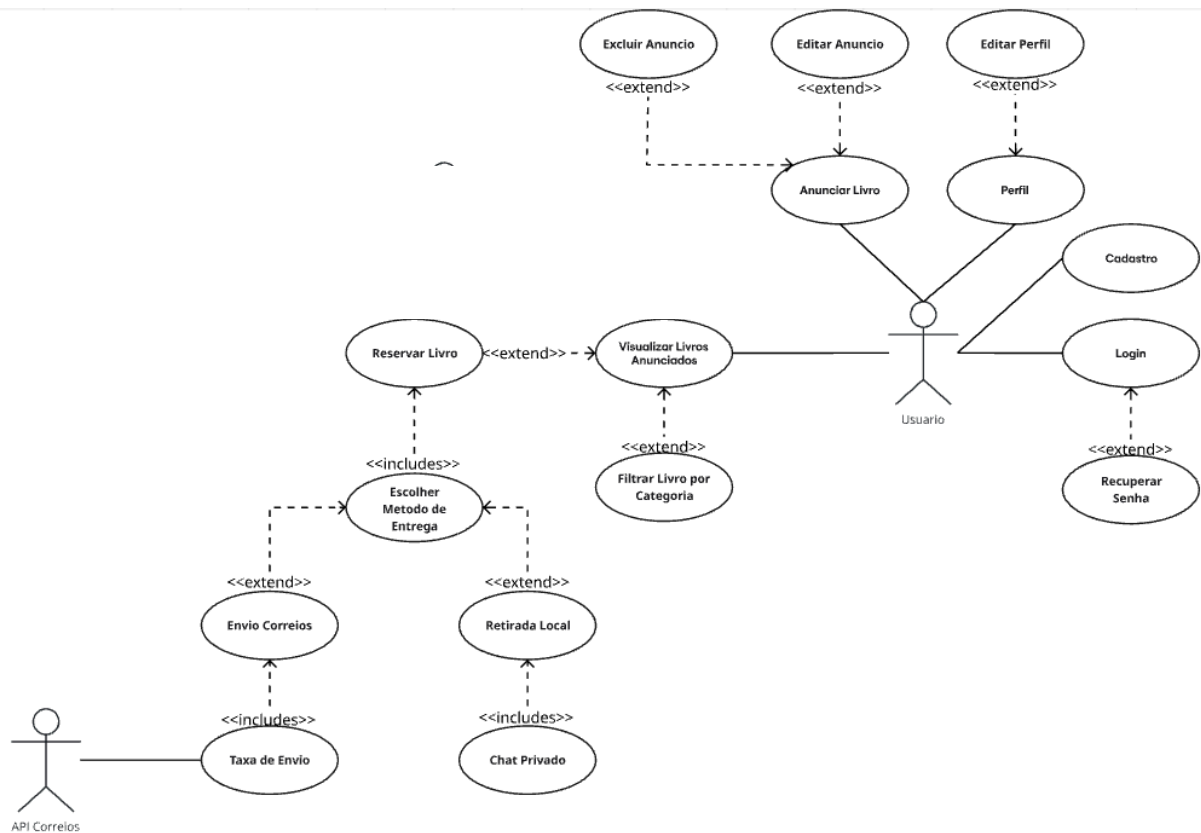 Excluir Anuncio
Editar Anuncio
Editar Perfil
<<extend>>
<<extend>>
<<extend>>
Anunciar Livro
Perfil
Cadastro
Reservar Livro
<<extend>>
Visualizar Livros
Anunciados
Login
Usuario
<<includes>>
<<extend>>
<<extend>>
Escolher
Metodo de
Entrega
Filtrar Livro por
Categoria
Recuperar
Senha
<<extend>>
<<extend>>
Envio Correios
Retirada Local
<<includes>>
<<includes>>
Taxa de Envio
Chat Privado
API Correios